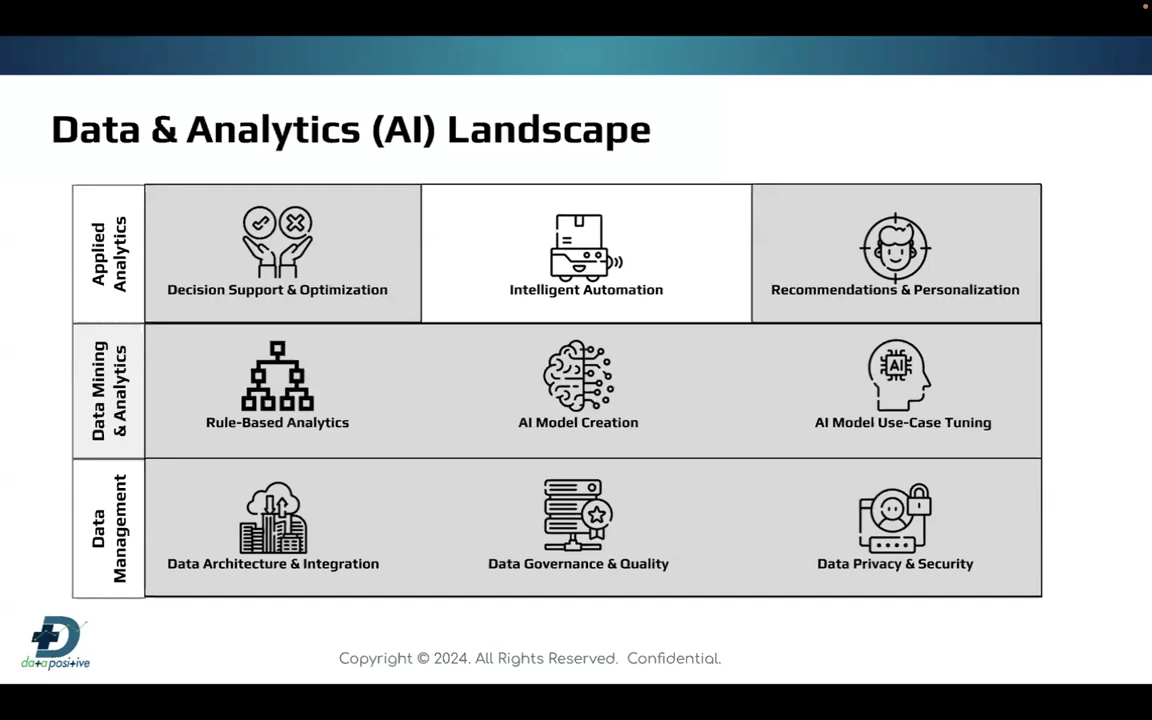 Data & Analytics (AI) Landscape
Applied
Analytics
Decision Support & Optimization
Intelligent Automation
Recommendations & Personalization
Data Mining
& Analytics
Rule-Based Analytics
AI Model Creation
AI
AI Model Use-Case Tuning
Data
Management
Data Architecture & Integration
Data Governance & Quality
Data Privacy & Security
data positive
Copyright © 2024. All Rights Reserved. Confidential.